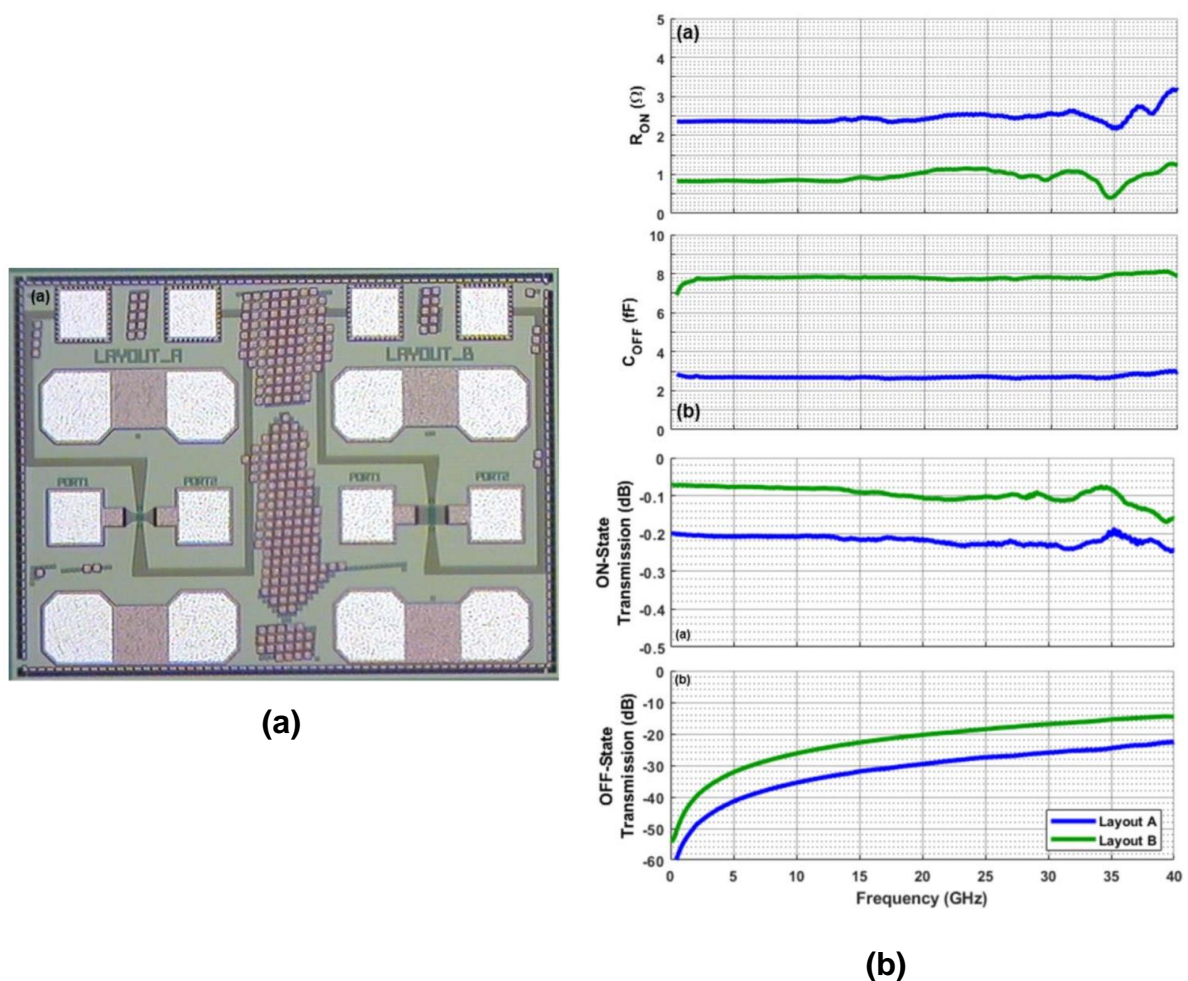 (a)
LAYOUT_A
LAYOUT_B
PORT1
PORT2
PORT1
PORT2
(a)
(a)
5
4
3
2
1
0
R_ON (Ω)
10
8
6
4
2
0
C_OFF (fF)
(b)
0
-0.1
-0.2
-0.3
-0.4
-0.5
ON-State
Transmission (dB)
(a)
0
-10
-20
-30
-40
-50
-60
OFF-State
Transmission (dB)
(b)
Layout A
Layout B
0 5 10 15 20 25 30 35 40
Frequency (GHz)
(b)